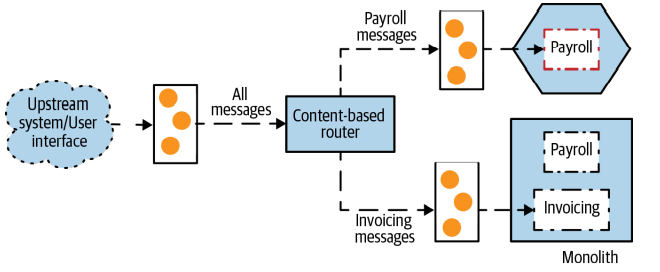 Upstream
system/User
interface
All
messages
Content-based
router
Payroll
messages
Payroll
Invoicing
messages
Payroll
Invoicing
Monolith